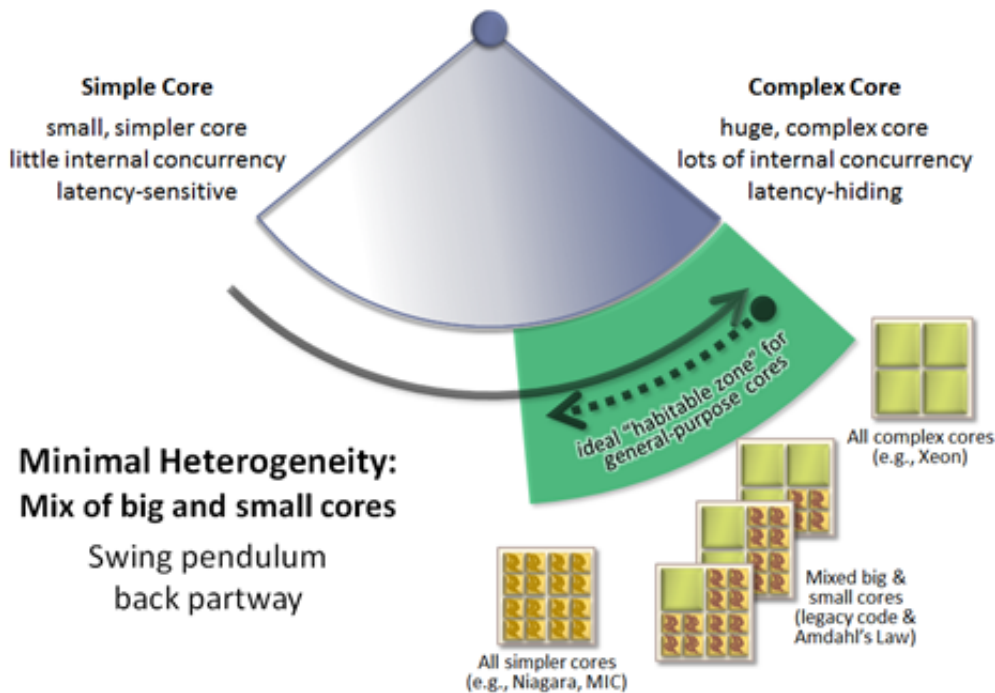 Simple Core
small, simpler core
little internal concurrency
latency-sensitive
Complex Core
huge, complex core
lots of internal concurrency
latency-hiding
ideal "habitable zone" for
general-purpose cores
All complex cores
(e.g., Xeon)
Minimal Heterogeneity:
Mix of big and small cores
Swing pendulum
back partway
Mixed big &
small cores
(legacy code &
Amdahl's Law)
All simpler cores
(e.g., Niagara, MIC)